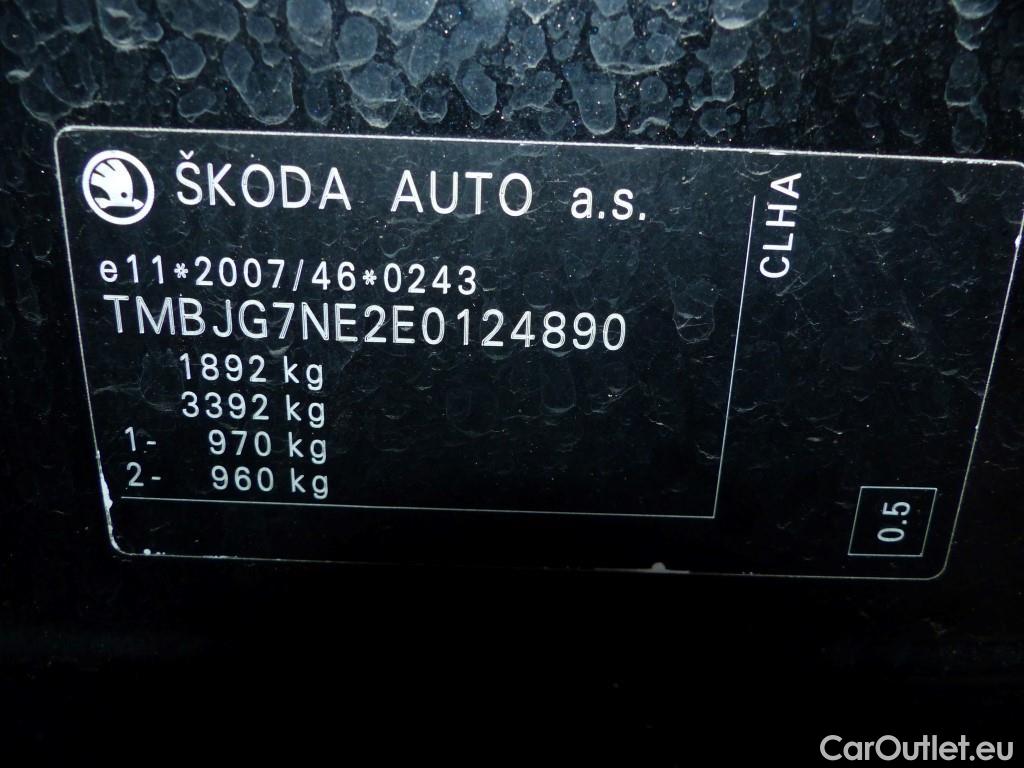 ŠKODA AUTO a.s.
e11*2007/46*0243
TMBJG7NE2E0124890
1892 kg
3392 kg
1- 970 kg
2- 960 kg
CLHA
0.5
CarOutlet.eu